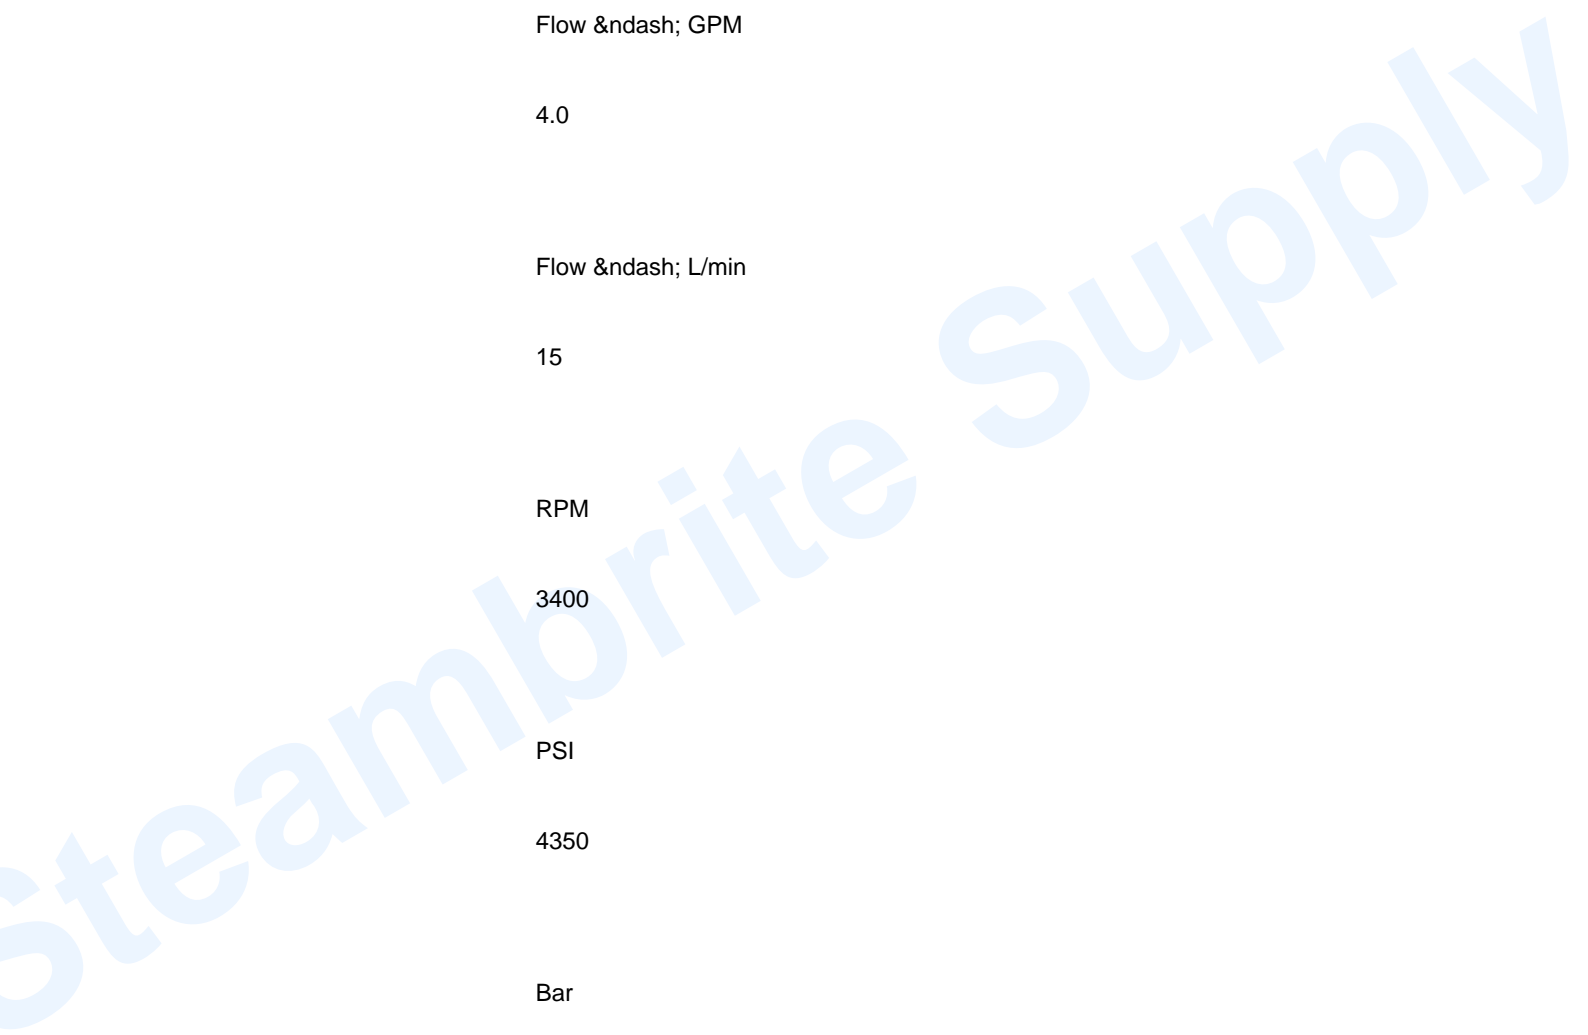 Flow &ndash; GPM
4.0
Flow &ndash; L/min
15
RPM
3400
PSI
4350
Bar
Steambrite Supply